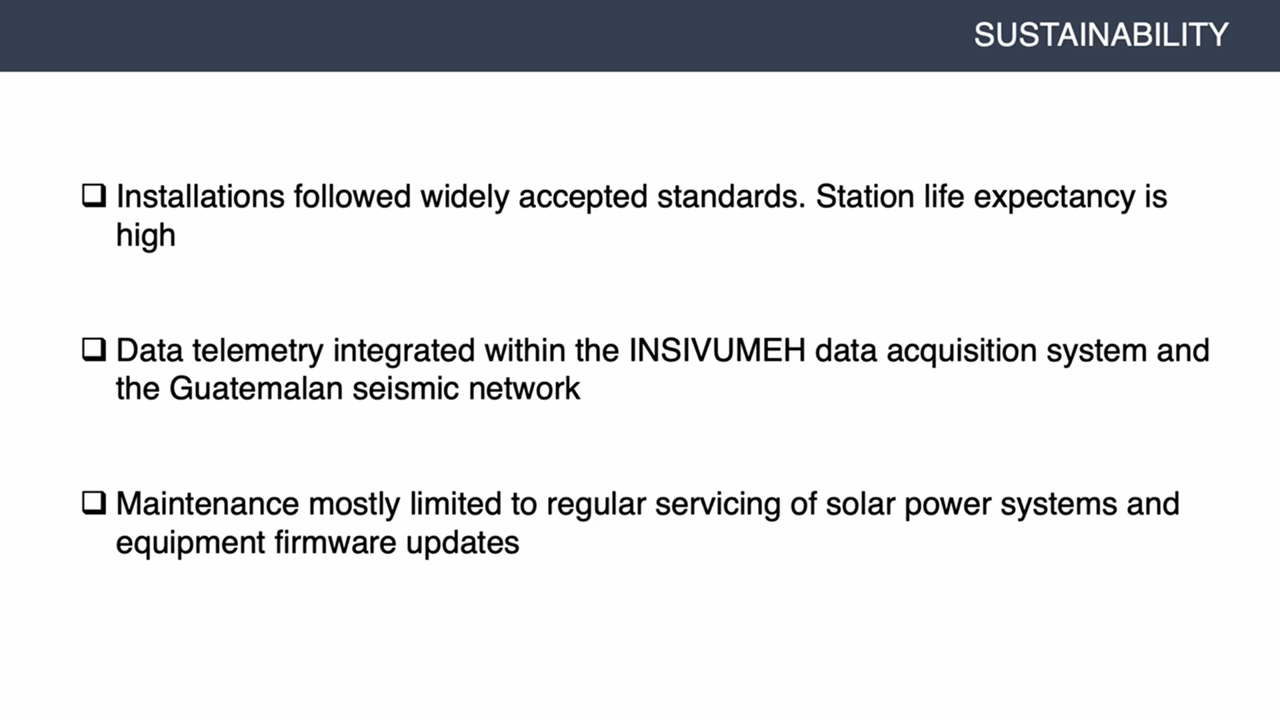 SUSTAINABILITY
Installations followed widely accepted standards. Station life expectancy is
high
Data telemetry integrated within the INSIVUMEH data acquisition system and
the Guatemalan seismic network
Maintenance mostly limited to regular servicing of solar power systems and
equipment firmware updates